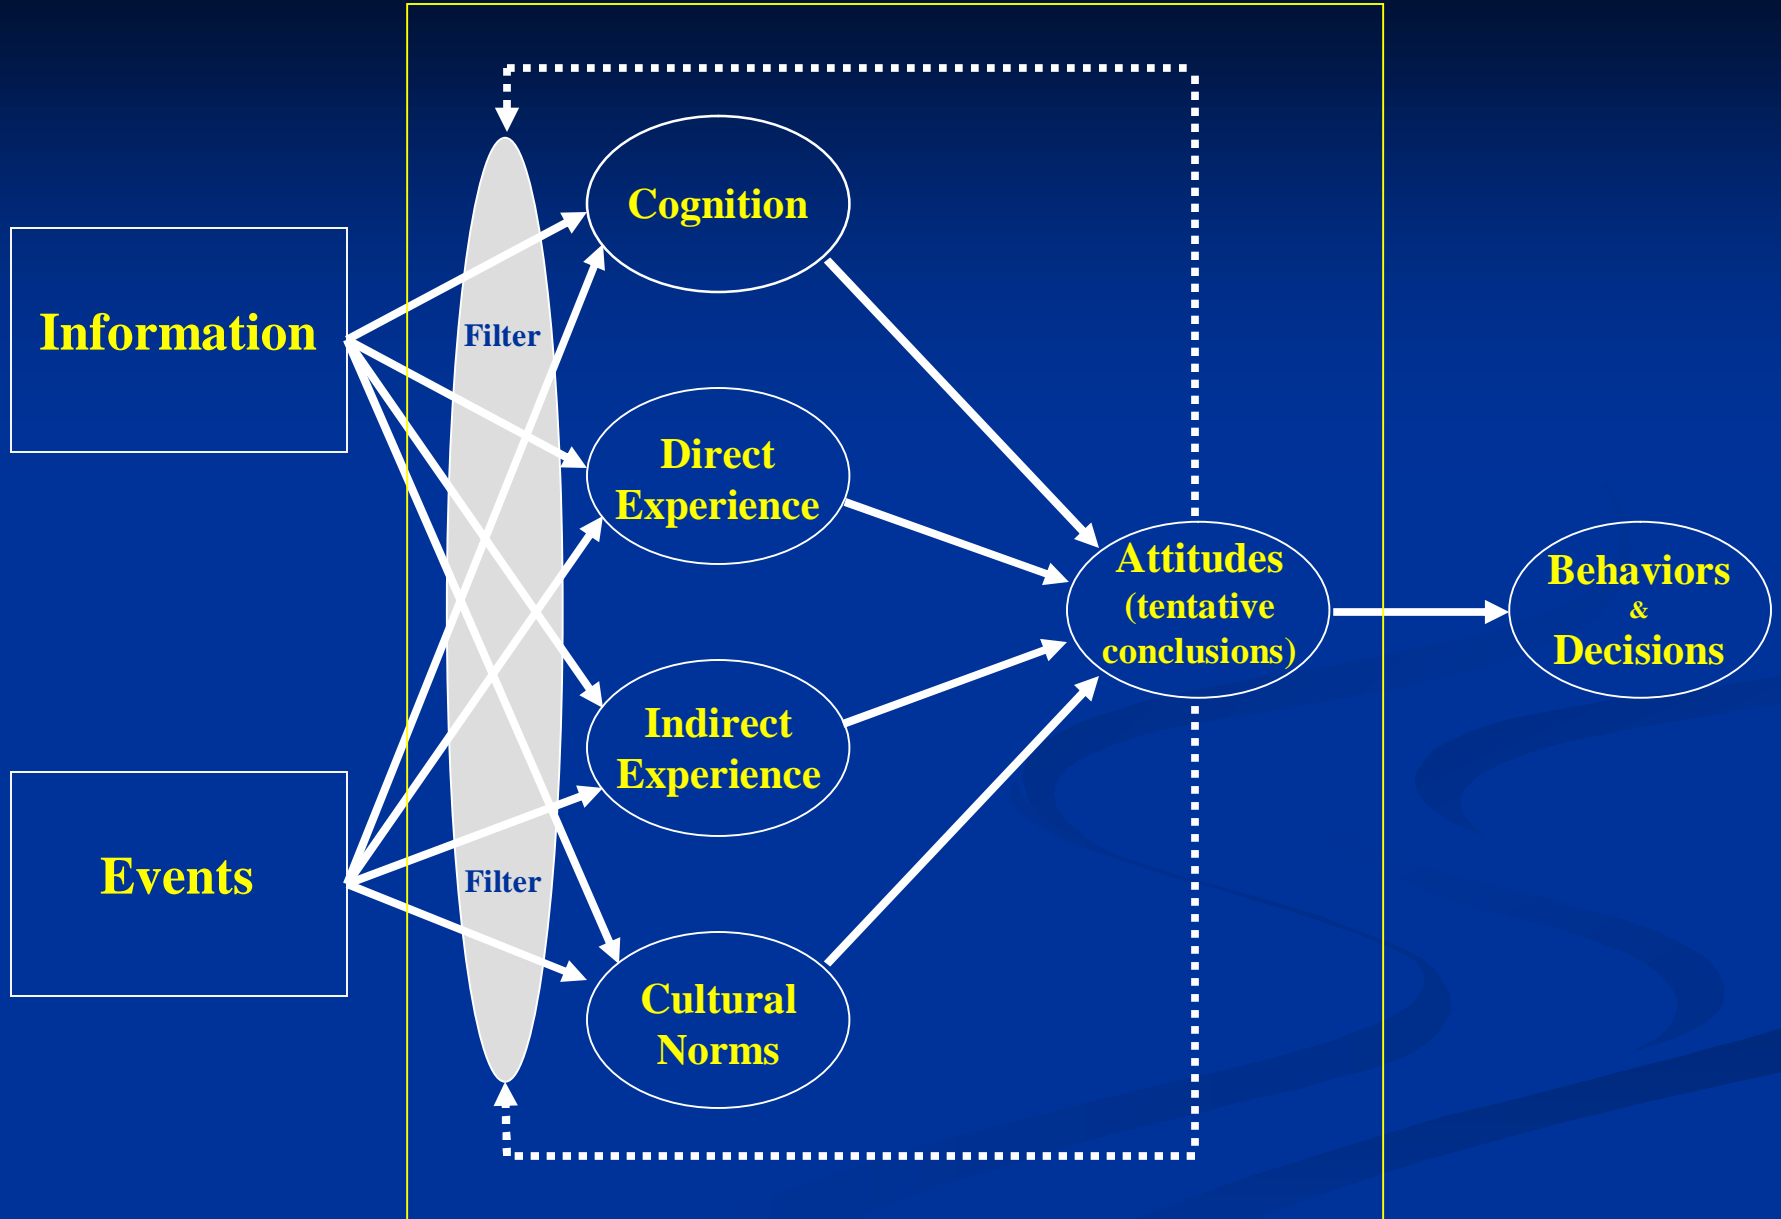 Information
Events
Filter
Filter
Cognition
Direct
Experience
Indirect
Experience
Cultural
Norms
Attitudes
(tentative
conclusions)
Behaviors
&
Decisions